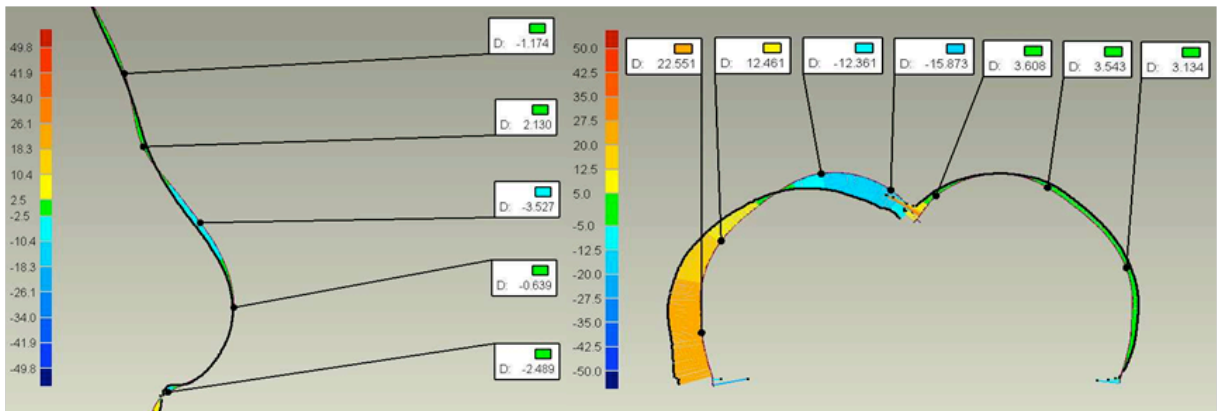 49.8
41.9
34.0
26.1
18.3
10.4
2.5
-2.5
-10.4
-18.3
-26.1
-34.0
-41.9
-49.8
D: -1.174
D: 2.130
D: -3.527
D: -0.639
D: -2.489
50.0
42.5
35.0
27.5
20.0
12.5
5.0
-5.0
-12.5
-20.0
-27.5
-35.0
-42.5
-50.0
D: 22.551
D: 12.461
D: -12.361
D: -15.873
D: 3.608
D: 3.543
D: 3.134